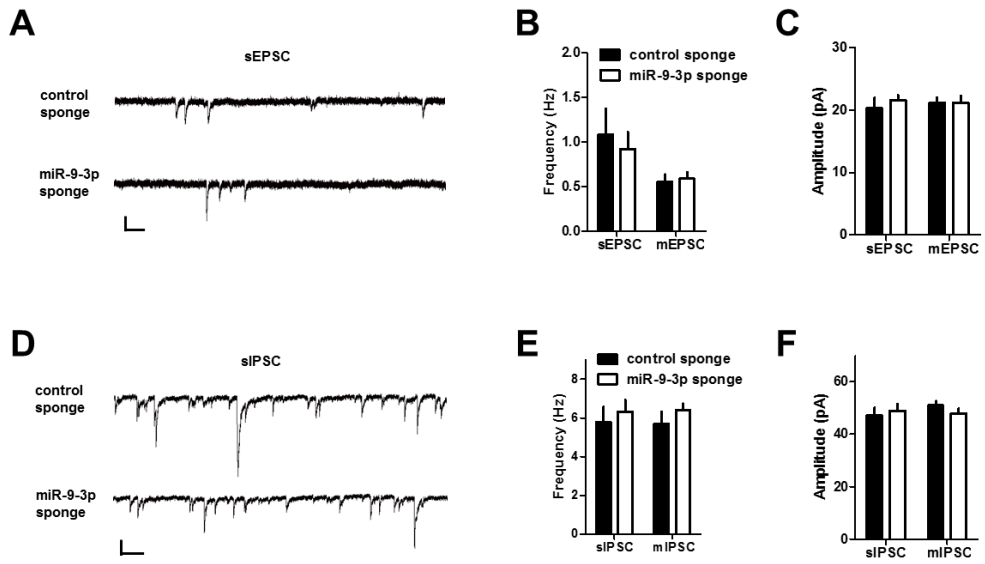 A
sEPSC
control
sponge
miR-9-3p
sponge
B
control sponge
miR-9-3p sponge
Frequency (Hz)
2.0
1.5
1.0
0.5
0.0
sEPSC mEPSC
C
Amplitude (pA)
30
20
10
0
sEPSC mEPSC
D
sIPSC
control
sponge
miR-9-3p
sponge
E
control sponge
miR-9-3p sponge
Frequency (Hz)
8
6
4
2
0
sIPSC mIPSC
F
Amplitude (pA)
60
40
20
0
sIPSC mIPSC